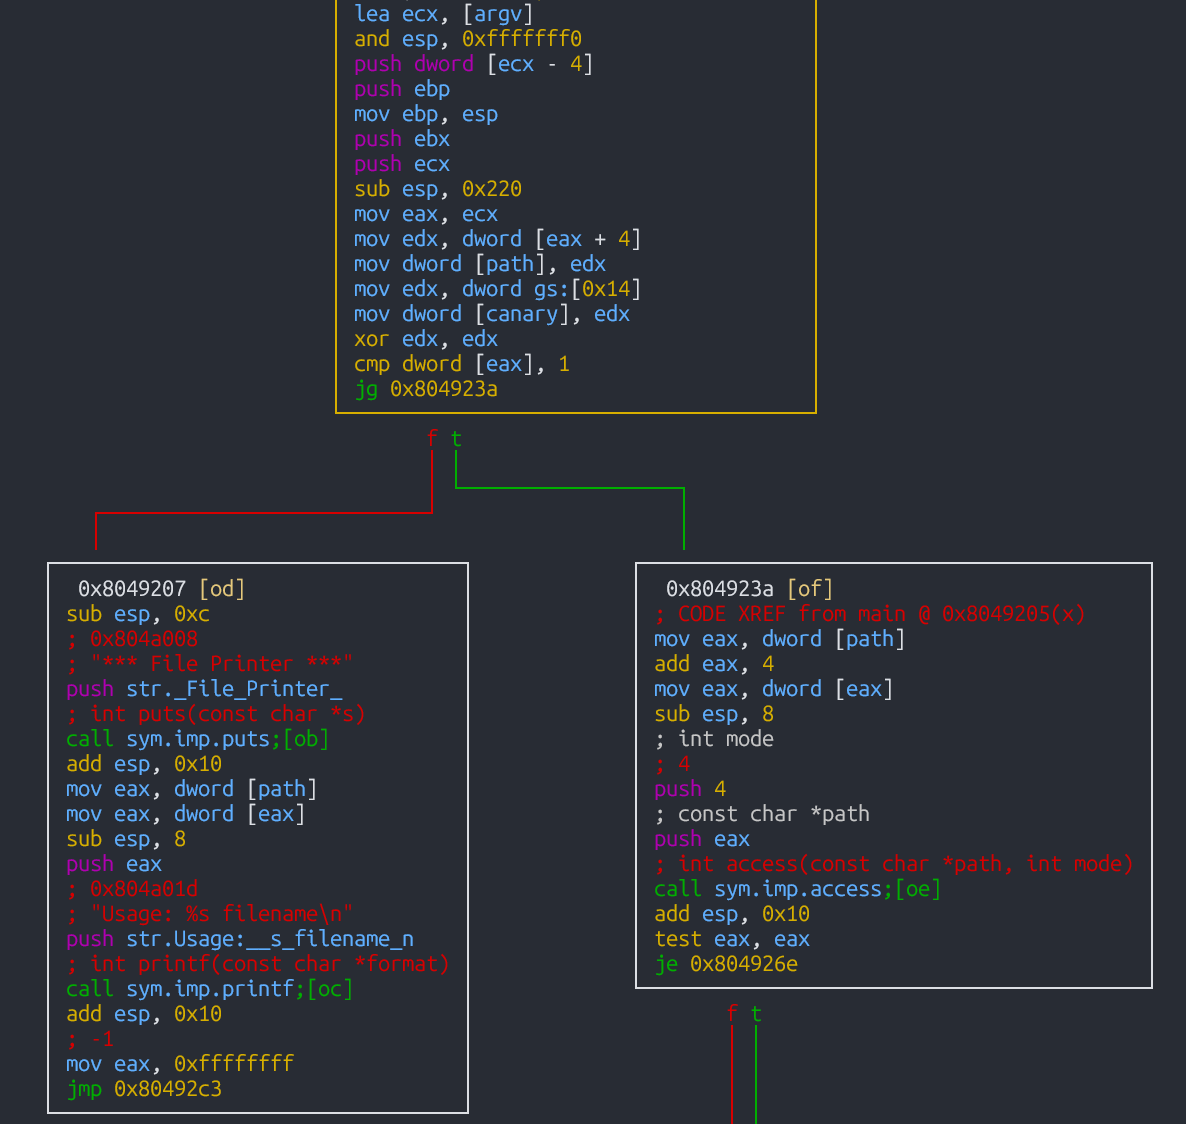 lea ecx, [argv]
and esp, 0xfffffff0
push dword [ecx - 4]
push ebp
mov ebp, esp
push ebx
push ecx
sub esp, 0x220
mov eax, ecx
mov edx, dword [eax + 4]
mov dword [path], edx
mov edx, dword gs:[0x14]
mov dword [canary], edx
xor edx, edx
cmp dword [eax], 1
jg 0x804923a
f t
0x8049207 [od]
sub esp, 0xc
; 0x804a008
; "*** File Printer ***"
push str._File_Printer_
; int puts(const char *s)
call sym.imp.puts;[ob]
add esp, 0x10
mov eax, dword [path]
mov eax, dword [eax]
sub esp, 8
push eax
; 0x804a01d
; "Usage: %s filename\n"
push str.Usage:__s_filename_n
; int printf(const char *format)
call sym.imp.printf;[oc]
add esp, 0x10
; -1
mov eax, 0xffffffff
jmp 0x80492c3
0x804923a [of]
; CODE XREF from main @ 0x8049205(x)
mov eax, dword [path]
add eax, 4
mov eax, dword [eax]
sub esp, 8
; int mode
; 4
push 4
; const char *path
push eax
; int access(const char *path, int mode)
call sym.imp.access;[oe]
add esp, 0x10
test eax, eax
je 0x804926e
f t